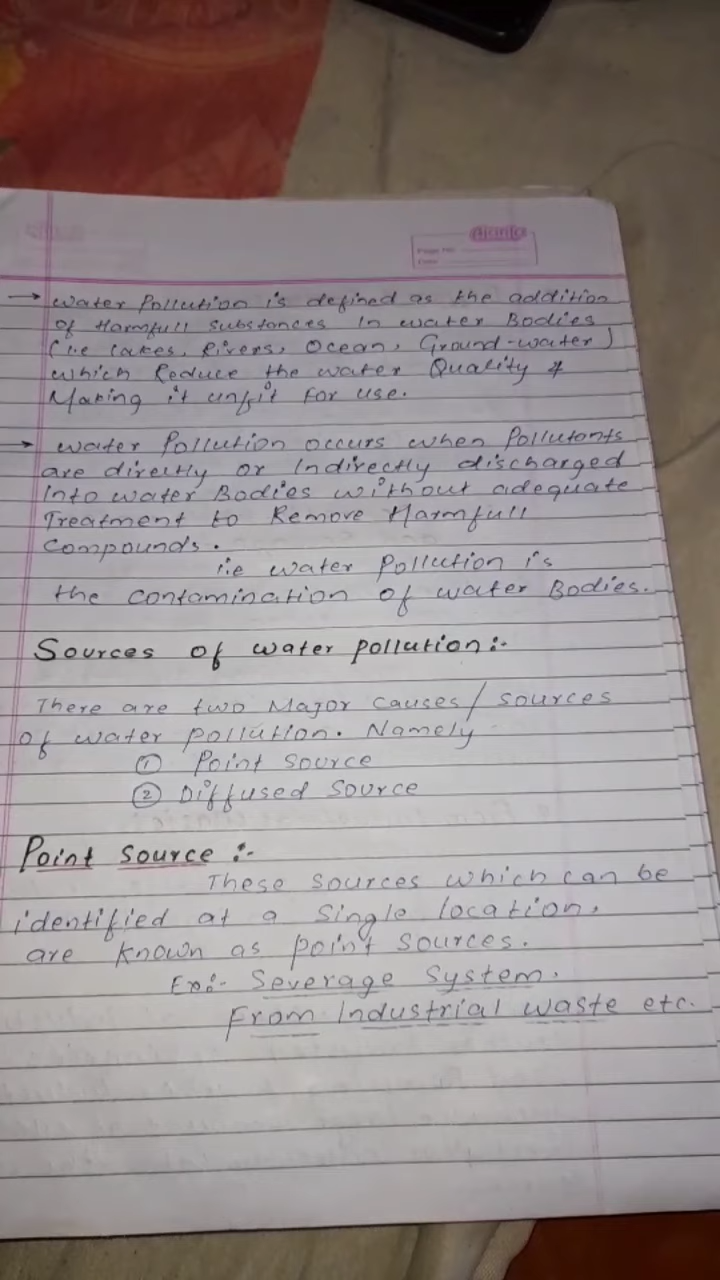 Page No.
Date
→ Water Pollution is defined as the addition
of Harmfull substances In water Bodies
(i.e Lakes, Rivers, Ocean, Ground-water)
which Reduce the water Quality &
Making it unfit for use.
→ water Pollution occurs when Pollutants
are directly or Indirectly discharged
Into water Bodies without adequate
Treatment to Remove Harmfull
compounds.
i.e water Pollution is
the contamination of water Bodies.
Sources of water pollution:-
There are two Major causes/sources
of water pollution. Namely
① Point source
② Diffused Source
Point source :-
These sources which can be
identified at a single location,
are known as point sources.
Ex:- Severage System.
From Industrial waste etc.